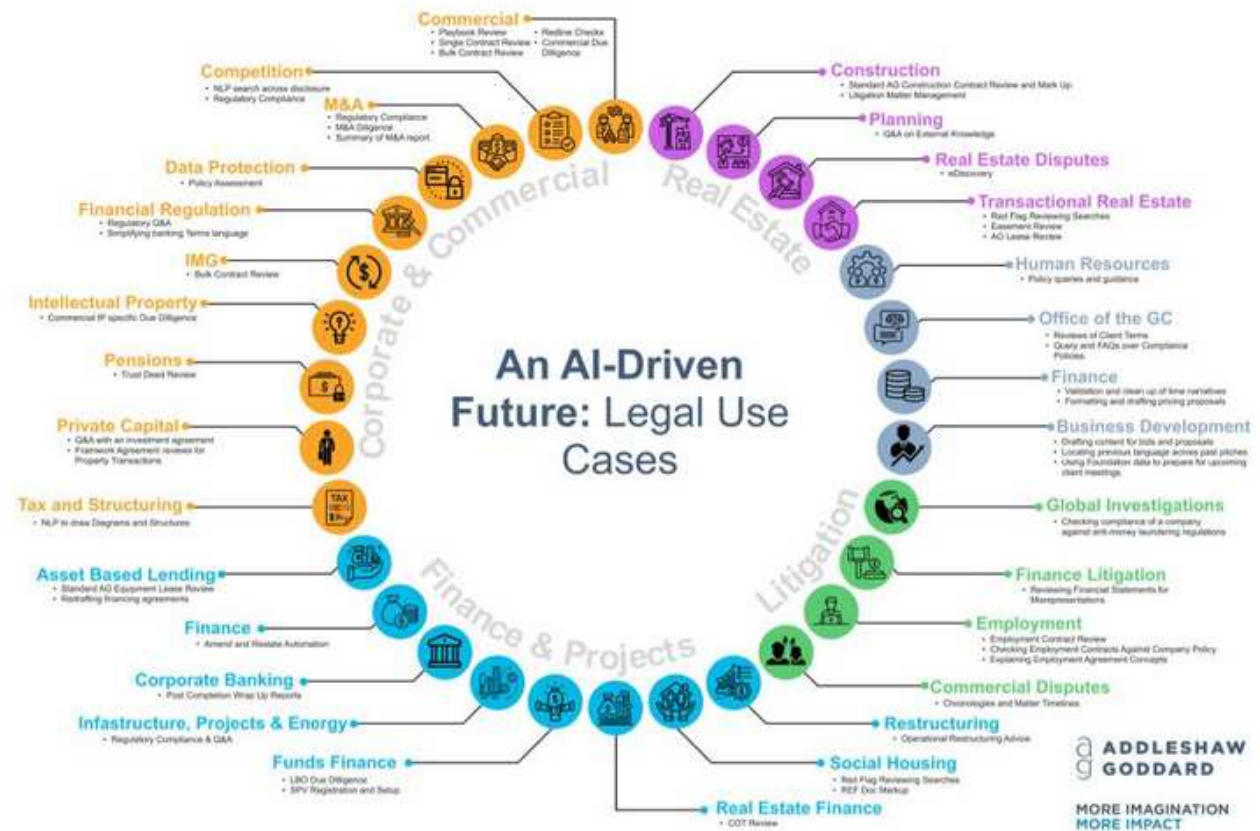 Commercial
• Playbook Review
• Single Contract Review
• Bulk Contract Review
• Redline Checks
• Commercial Due Diligence
Competition
• NLP search across disclosure
• Regulatory Compliance
M&A
• Regulatory Compliance
• M&A Diligence
• Summary of M&A report
Data Protection
• Policy Assessment
Financial Regulation
• Regulatory Q&A
• Simplifying banking Terms language
IMG
• Bulk Contract Review
Intellectual Property
• Commercial IP specific Due Diligence
Pensions
• Trust Deed Review
Private Capital
• Q&A with an investment agreement
• Framework Agreement reviews for
Property Transactions
Tax and Structuring
• NLP to draw Diagrams and Structures
Asset Based Lending
• Standard AG Equipment Lease Review
• Redrafting financing agreements
Finance
• Amend and Restate Automation
Corporate Banking
• Post Completion Wrap Up Reports
Infastructure, Projects & Energy
• Regulatory Compliance & Q&A
Funds Finance
• LBO Due Diligence
• SPV Registration and Setup
Real Estate Finance
• COT Review
Social Housing
• Red Flag Reviewing Searches
• REF Doc Markup
Restructuring
• Operational Restructuring Advice
Commercial Disputes
• Chronologies and Matter Timelines
Employment
• Employment Contract Review
• Checking Employment Contracts Against Company Policy
• Explaining Employment Agreement Concepts
Finance Litigation
• Reviewing Financial Statements for
Misrepresentations
Global Investigations
• Checking compliance of a company
against anti-money laundering regulations
Business Development
• Drafting content for bids and proposals
• Locating previous language across past pitches
• Using Foundation data to prepare for upcoming
client meetings.
Finance
• Validation and clean up of time narratives
• Formatting and drafting pricing proposals
Office of the GC
• Reviews of Client Terms
• Query and FAQs over Compliance
Policies.
Human Resources
• Policy queries and guidance
Transactional Real Estate
• Red Flag Reviewing Searches
• Easement Review
• AG Lease Review
Real Estate Disputes
• eDiscovery
Planning
• Q&A on External Knowledge
Construction
• Standard AG Construction Contract Review and Mark Up
• Litigation Matter Management
Corporate & Commercial
Real Estate
Litigation
Finance & Projects
An AI-Driven
Future: Legal Use
Cases
TAX
ag
ADDLESHAW
GODDARD
MORE IMAGINATION
MORE IMPACT